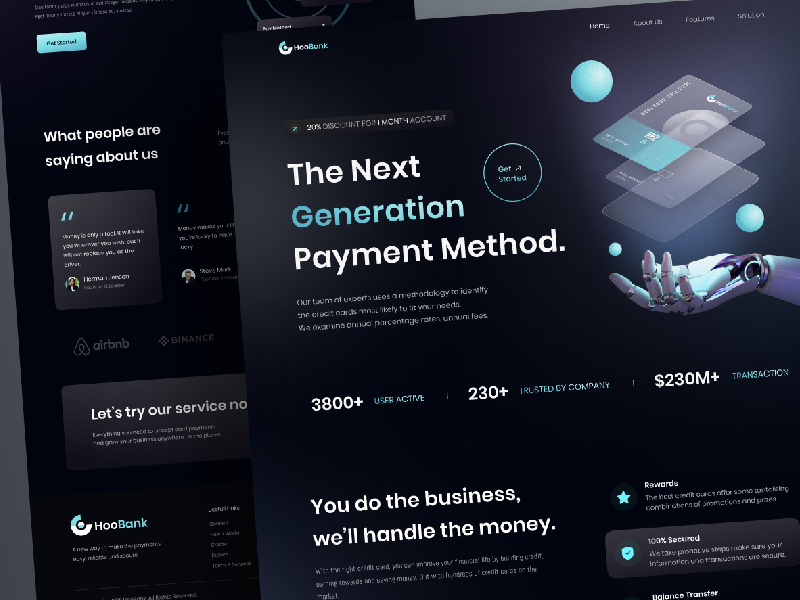 Get Started
What people are
saying about us
Money is only a tool. It will take
you wherever you wish, but it
will not replace you as the
driver.
Herman Jensen
Founder & Leader
Money makes your life
Steve Mark
Founder & Leader
airbnb
BINANCE
Let's try our service no
Everything you need to accept card payments
and grow your business anywhere on the planet.
HooBank
A new way to make the payments
easy, reliable and secure.
Useful Links
Content
How it Works
Create
Explore
Terms & Services
HooBank. All Rights Reserved.
HooBank
Home
About Us
Features
Solution
20% DISCOUNT FOR 1 MONTH ACCOUNT
The Next
Generation
Payment Method.
Get
Started
Our team of experts uses a methodology to identify
the credit cards most likely to fit your needs.
We examine annual percentage rates, annual fees.
3800+ USER ACTIVE
230+ TRUSTED BY COMPANY
$230M+ TRANSACTION
You do the business,
we'll handle the money.
With the right credit card, you can improve your financial life by building credit,
earning rewards and saving money. But with hundreds of credit cards on the
market.
Rewards
The best credit cards offer some tantalizing
combinations of promotions and prizes
100% Secured
We take proactive steps make sure your
information and transactions are secure.
Balance Transfer